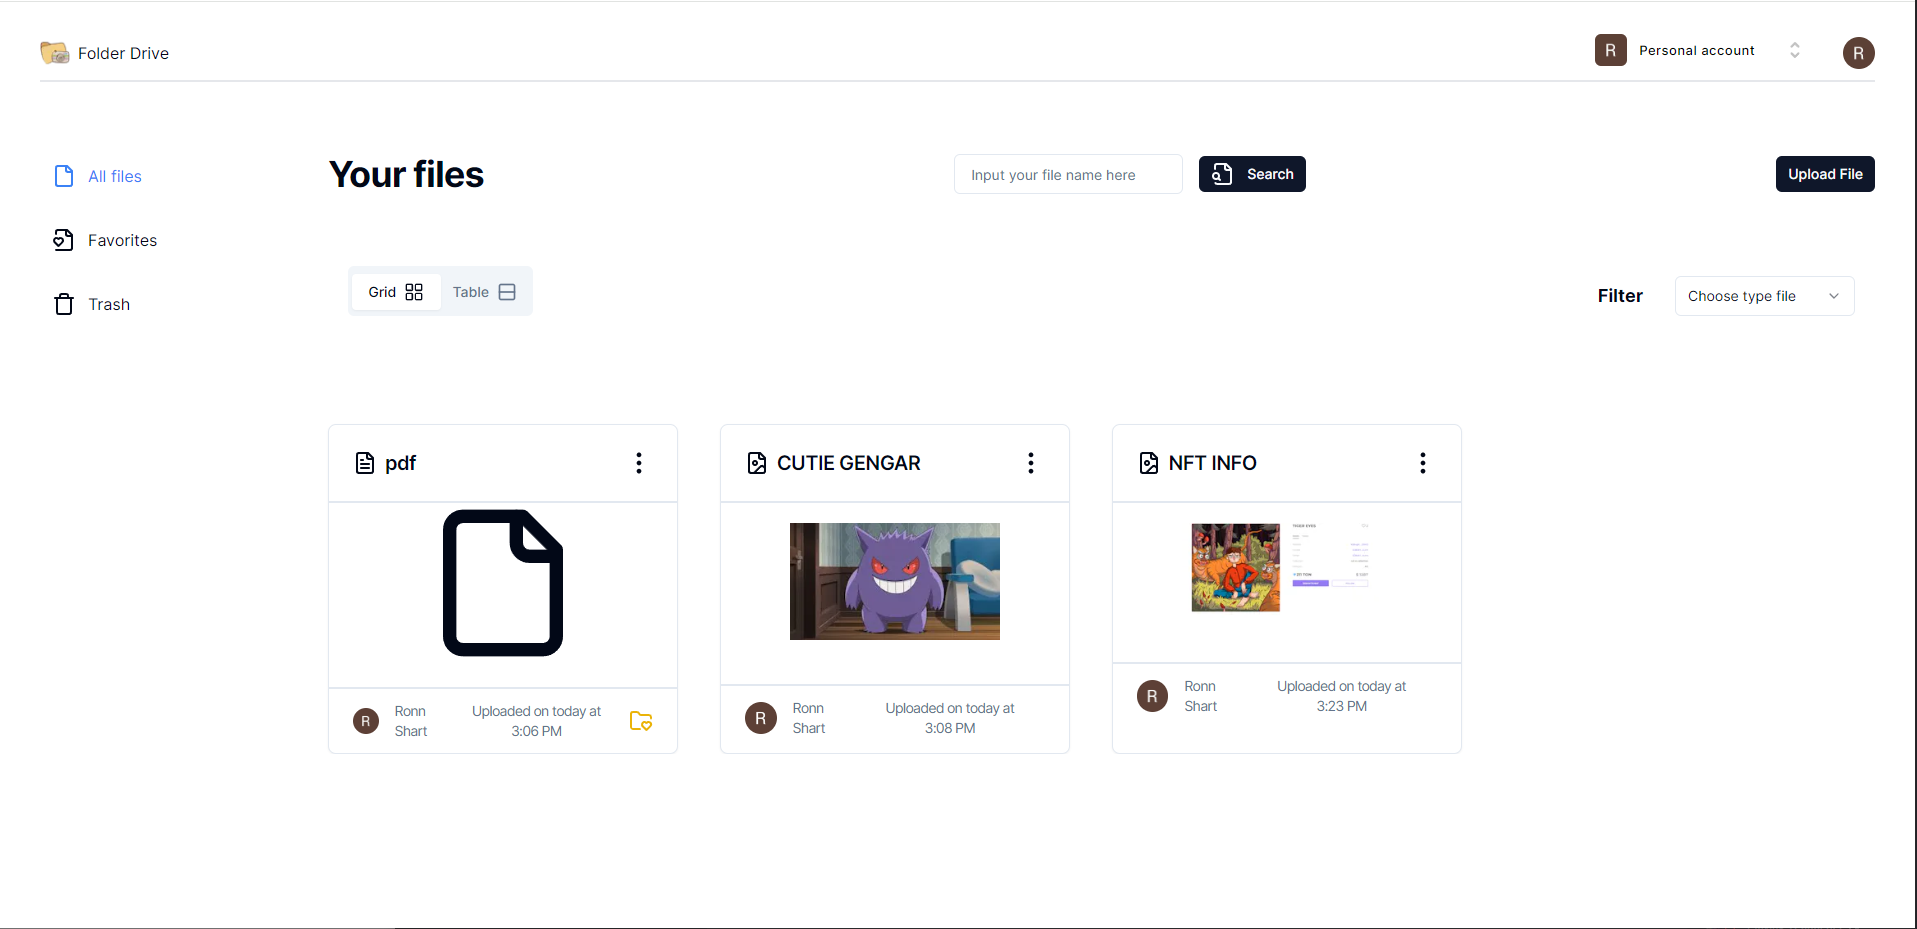 Folder Drive
R Personal account
R
All files
Favorites
Trash
Your files
Input your file name here
Search
Upload File
Grid
Table
Filter
Choose type file
pdf
R
Ronn
Shart
Uploaded on today at
3:06 PM
CUTIE GENGAR
R
Ronn
Shart
Uploaded on today at
3:08 PM
NFT INFO
R
Ronn
Shart
Uploaded on today at
3:23 PM